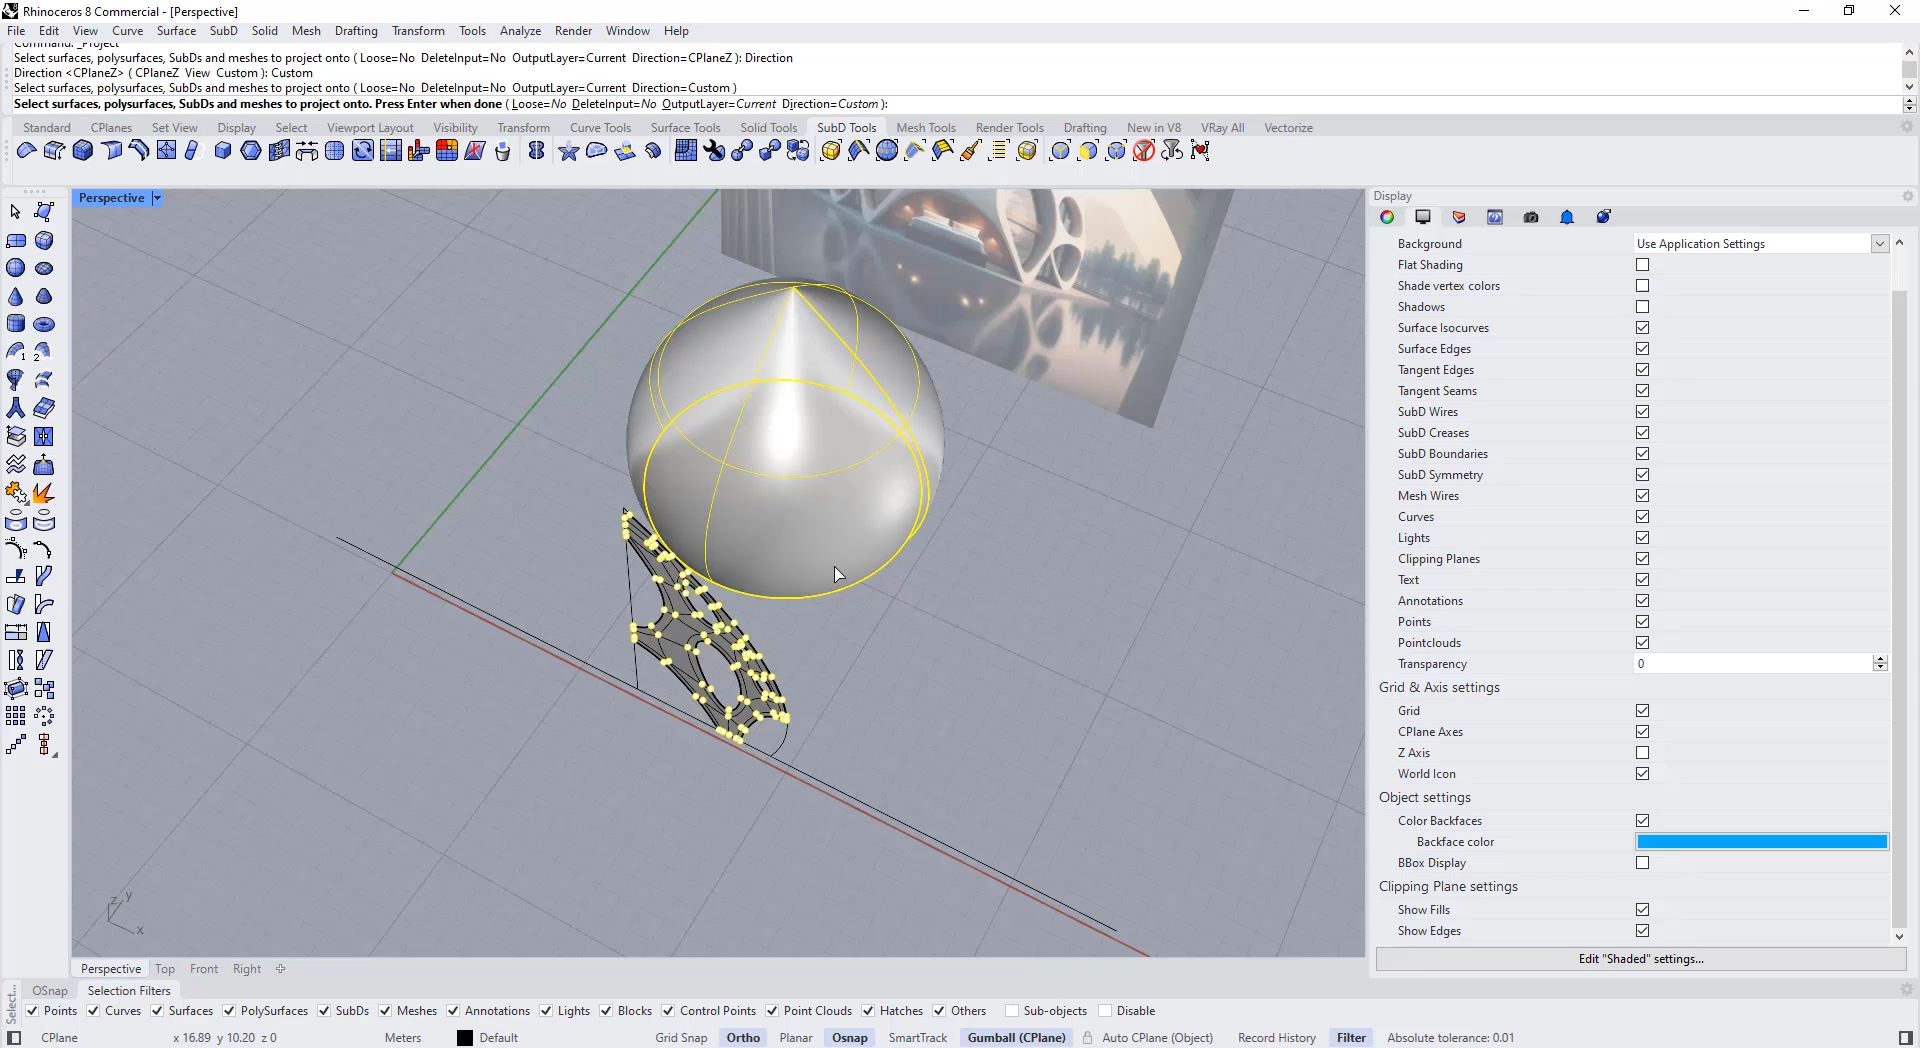 Rhinoceros 8 Commercial - [Perspective]
File Edit View Curve Surface SubD Solid Mesh Drafting Transform Tools Analyze Render Window Help
Command: _Project
Select surfaces, polysurfaces, SubDs and meshes to project onto ( Loose=No DeleteInput=No OutputLayer=Current Direction=CPlaneZ ): Direction
Direction <CPlaneZ> ( CPlaneZ View Custom ): Custom
Select surfaces, polysurfaces, SubDs and meshes to project onto ( Loose=No DeleteInput=No OutputLayer=Current Direction=Custom )
Select surfaces, polysurfaces, SubDs and meshes to project onto. Press Enter when done ( Loose=No DeleteInput=No OutputLayer=Current Direction=Custom ):
Standard CPlanes Set View Display Select Viewport Layout Visibility Transform Curve Tools Surface Tools Solid Tools SubD Tools Mesh Tools Render Tools Drafting New in V8 VRay All Vectorize
Perspective
Display
Background Use Application Settings
Flat Shading
Shade vertex colors
Shadows
Surface Isocurves
Surface Edges
Tangent Edges
Tangent Seams
SubD Wires
SubD Creases
SubD Boundaries
SubD Symmetry
Mesh Wires
Curves
Lights
Clipping Planes
Text
Annotations
Points
Pointclouds
Transparency 0
Grid & Axis settings
Grid
CPlane Axes
Z Axis
World Icon
Object settings
Color Backfaces
Backface color
BBox Display
Clipping Plane settings
Show Fills
Show Edges
Edit "Shaded" settings...
1 2
z y
x
Perspective Top Front Right
OSnap Selection Filters
Select...
Points Curves Surfaces PolySurfaces SubDs Meshes Annotations Lights Blocks Control Points Point Clouds Hatches Others Sub-objects Disable
CPlane x 16.89 y 10.20 z 0 Meters Default Grid Snap Ortho Planar Osnap SmartTrack Gumball (CPlane) Auto CPlane (Object) Record History Filter Absolute tolerance: 0.01